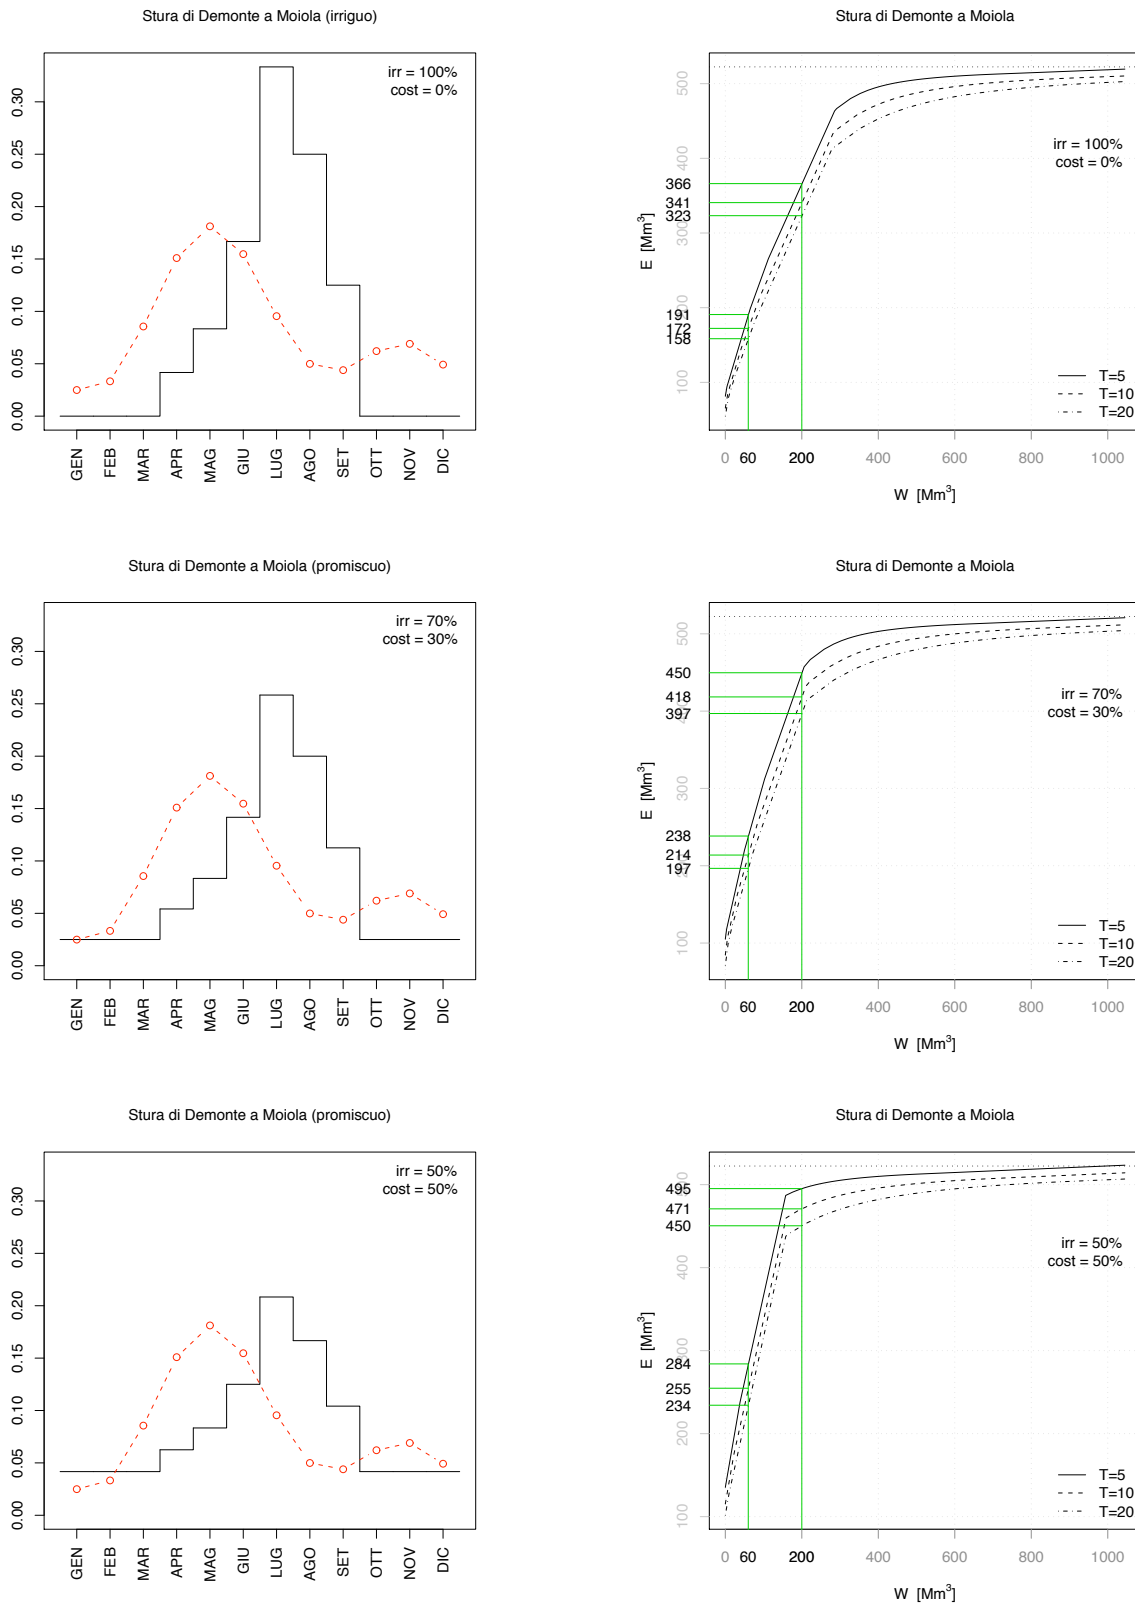 Stura di Demonte a Moiola (irriguo)
irr = 100%
cost = 0%
0.30
0.25
0.20
0.15
0.10
0.05
0.00
GEN FEB MAR APR MAG GIU LUG AGO SET OTT NOV DIC
Stura di Demonte a Moiola
irr = 100%
cost = 0%
500
400
300
200
100
366
341
323
191
172
158
E [Mm³]
T=5
T=10
T=20
0 60 200 400 600 800 1000
W [Mm³]
Stura di Demonte a Moiola (promiscuo)
irr = 70%
cost = 30%
0.30
0.25
0.20
0.15
0.10
0.05
0.00
GEN FEB MAR APR MAG GIU LUG AGO SET OTT NOV DIC
Stura di Demonte a Moiola
irr = 70%
cost = 30%
500
400
300
200
100
450
418
397
238
214
197
E [Mm³]
T=5
T=10
T=20
0 60 200 400 600 800 1000
W [Mm³]
Stura di Demonte a Moiola (promiscuo)
irr = 50%
cost = 50%
0.30
0.25
0.20
0.15
0.10
0.05
0.00
GEN FEB MAR APR MAG GIU LUG AGO SET OTT NOV DIC
Stura di Demonte a Moiola
irr = 50%
cost = 50%
500
400
300
200
100
495
471
450
284
255
234
E [Mm³]
T=5
T=10
T=20
0 60 200 400 600 800 1000
W [Mm³]